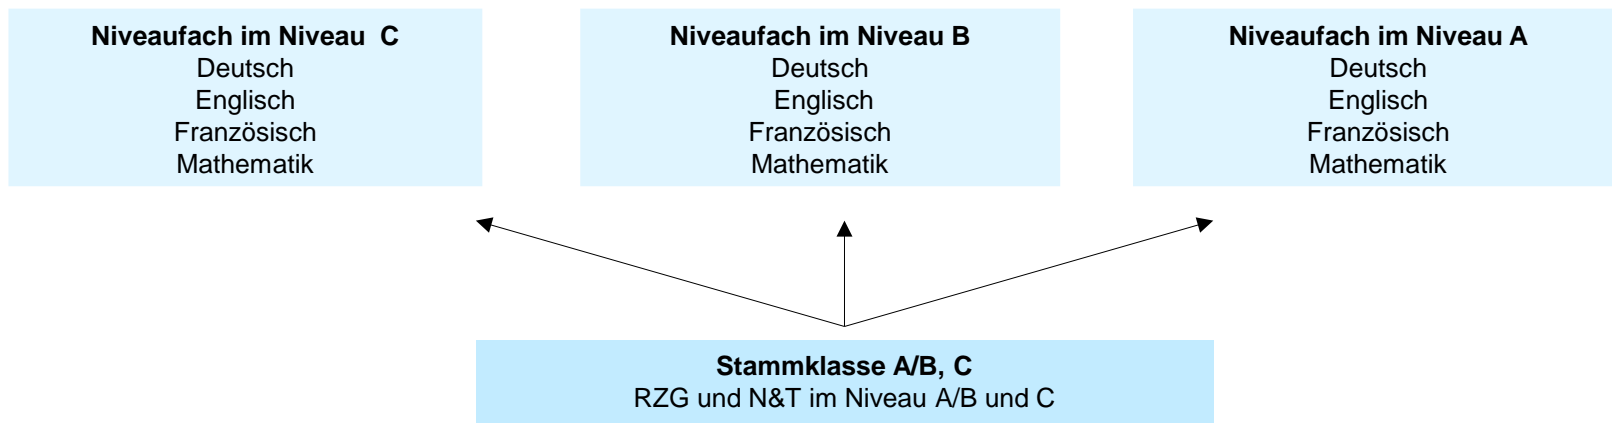 Niveaufach im Niveau C
Deutsch
Englisch
Französisch
Mathematik
Niveaufach im Niveau B
Deutsch
Englisch
Französisch
Mathematik
Niveaufach im Niveau A
Deutsch
Englisch
Französisch
Mathematik
Stammklasse A/B, C
RZG und N&T im Niveau A/B und C